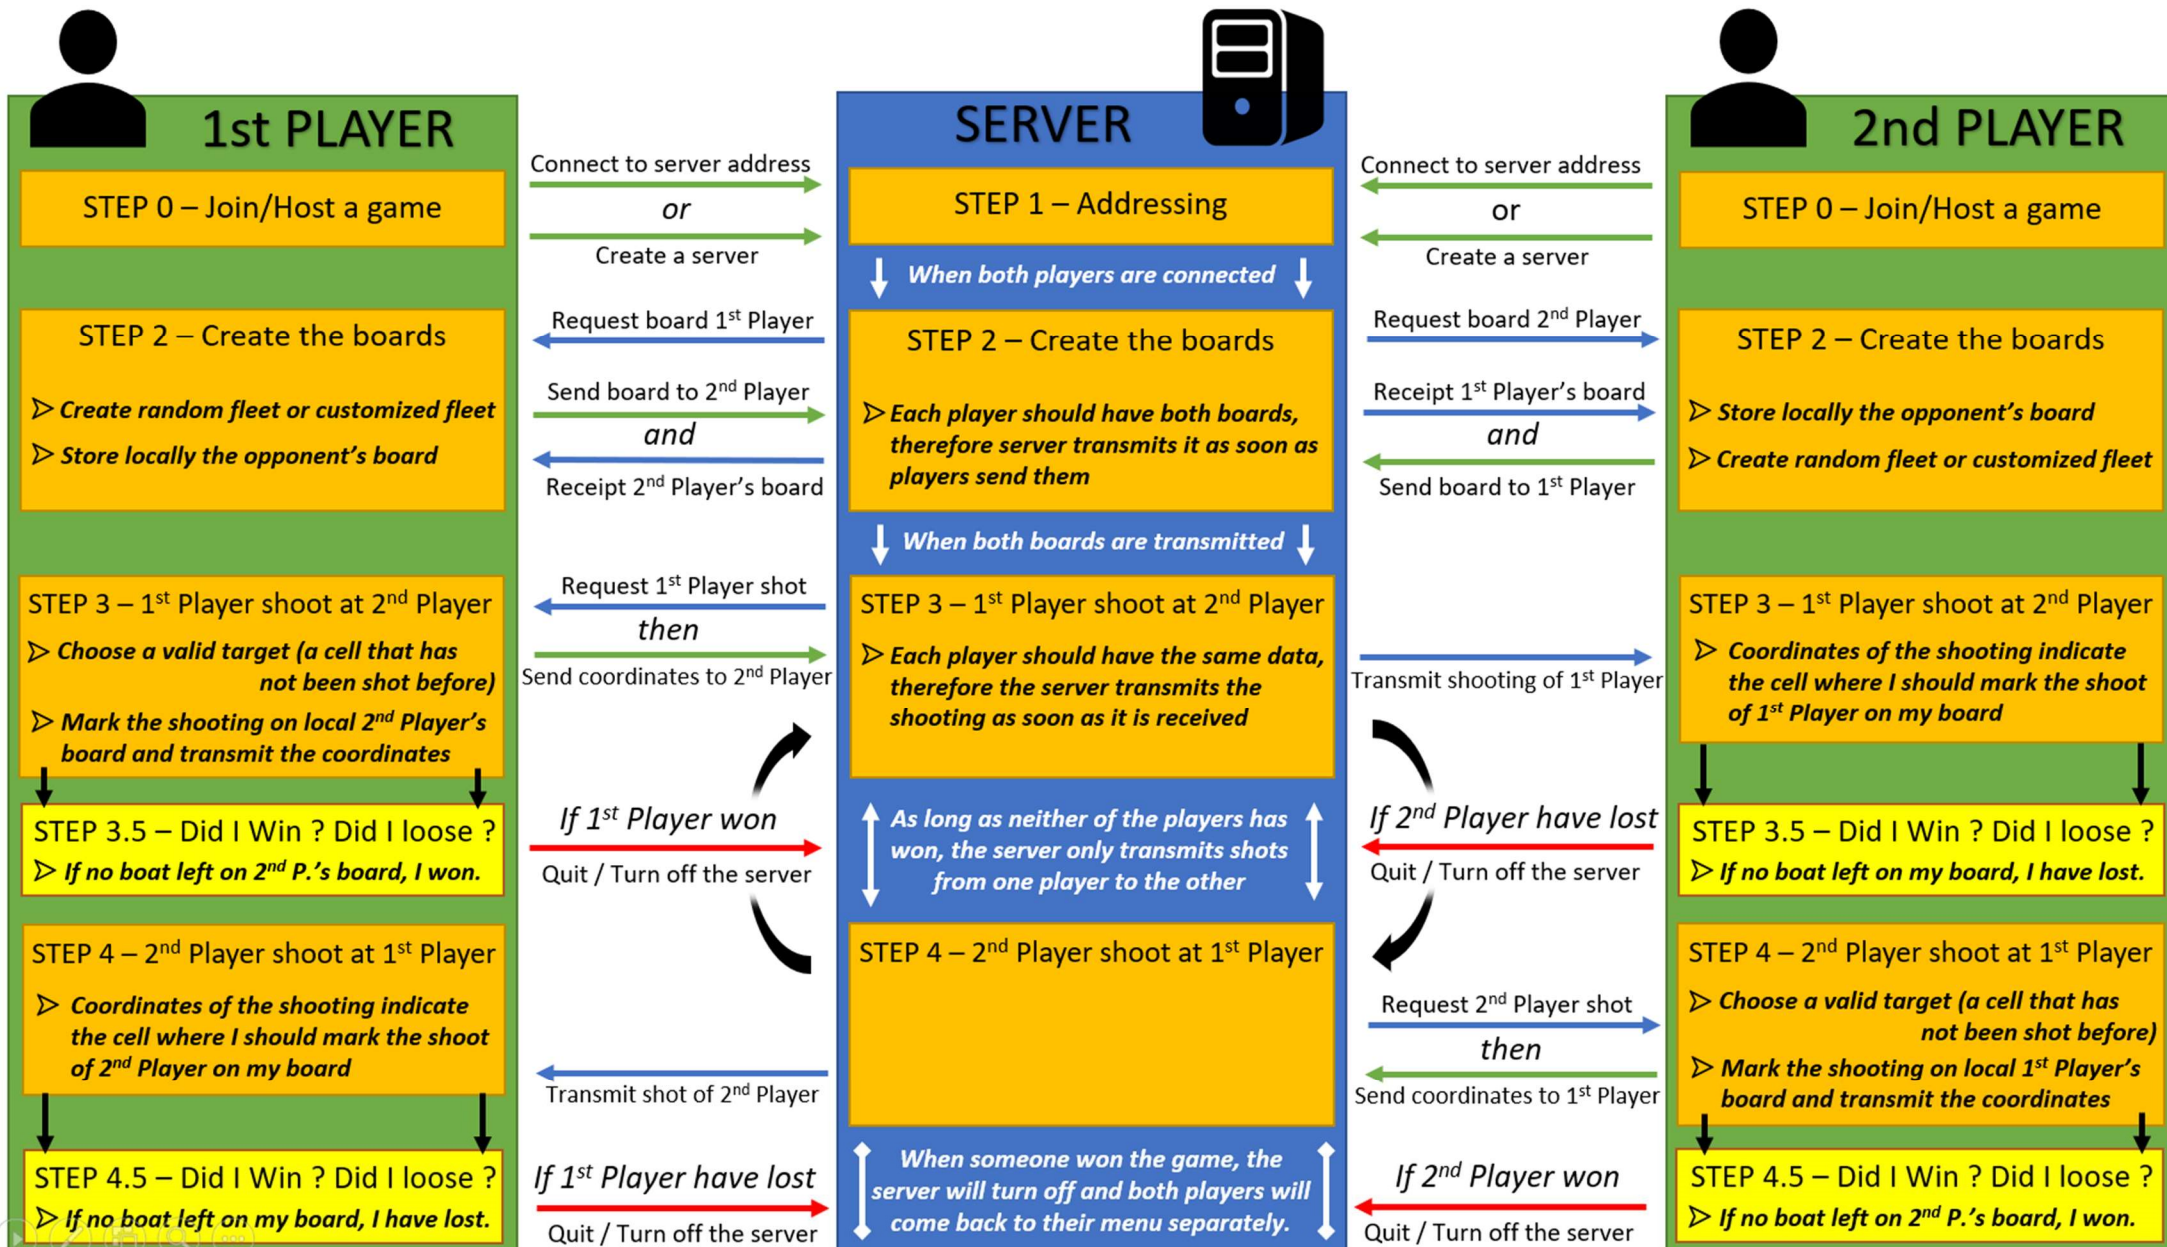 1st PLAYER
STEP 0 – Join/Host a game
STEP 2 – Create the boards
Create random fleet or customized fleet
Store locally the opponent's board
STEP 3 – 1st Player shoot at 2nd Player
Choose a valid target (a cell that has
not been shot before)
Mark the shooting on local 2nd Player's
board and transmit the coordinates
STEP 3.5 – Did I Win ? Did I loose ?
If no boat left on 2nd P.'s board, I won.
STEP 4 – 2nd Player shoot at 1st Player
Coordinates of the shooting indicate
the cell where I should mark the shoot
of 2nd Player on my board
STEP 4.5 – Did I Win ? Did I loose ?
If no boat left on my board, I have lost.
Connect to server address
or
Create a server
Request board 1st Player
Send board to 2nd Player
and
Receipt 2nd Player's board
Request 1st Player shot
then
Send coordinates to 2nd Player
If 1st Player won
Quit / Turn off the server
Transmit shot of 2nd Player
If 1st Player have lost
Quit / Turn off the server
SERVER
STEP 1 – Addressing
When both players are connected
STEP 2 – Create the boards
Each player should have both boards,
therefore server transmits it as soon as
players send them
When both boards are transmitted
STEP 3 – 1st Player shoot at 2nd Player
Each player should have the same data,
therefore the server transmits the
shooting as soon as it is received
As long as neither of the players has
won, the server only transmits shots
from one player to the other
STEP 4 – 2nd Player shoot at 1st Player
When someone won the game, the
server will turn off and both players will
come back to their menu separately.
Connect to server address
or
Create a server
Request board 2nd Player
Receipt 1st Player's board
and
Send board to 1st Player
Transmit shooting of 1st Player
If 2nd Player have lost
Quit / Turn off the server
Request 2nd Player shot
then
Send coordinates to 1st Player
If 2nd Player won
Quit / Turn off the server
2nd PLAYER
STEP 0 – Join/Host a game
STEP 2 – Create the boards
Store locally the opponent's board
Create random fleet or customized fleet
STEP 3 – 1st Player shoot at 2nd Player
Coordinates of the shooting indicate
the cell where I should mark the shoot
of 1st Player on my board
STEP 3.5 – Did I Win ? Did I loose ?
If no boat left on my board, I have lost.
STEP 4 – 2nd Player shoot at 1st Player
Choose a valid target (a cell that has
not been shot before)
Mark the shooting on local 1st Player's
board and transmit the coordinates
STEP 4.5 – Did I Win ? Did I loose ?
If no boat left on 2nd P.'s board, I won.